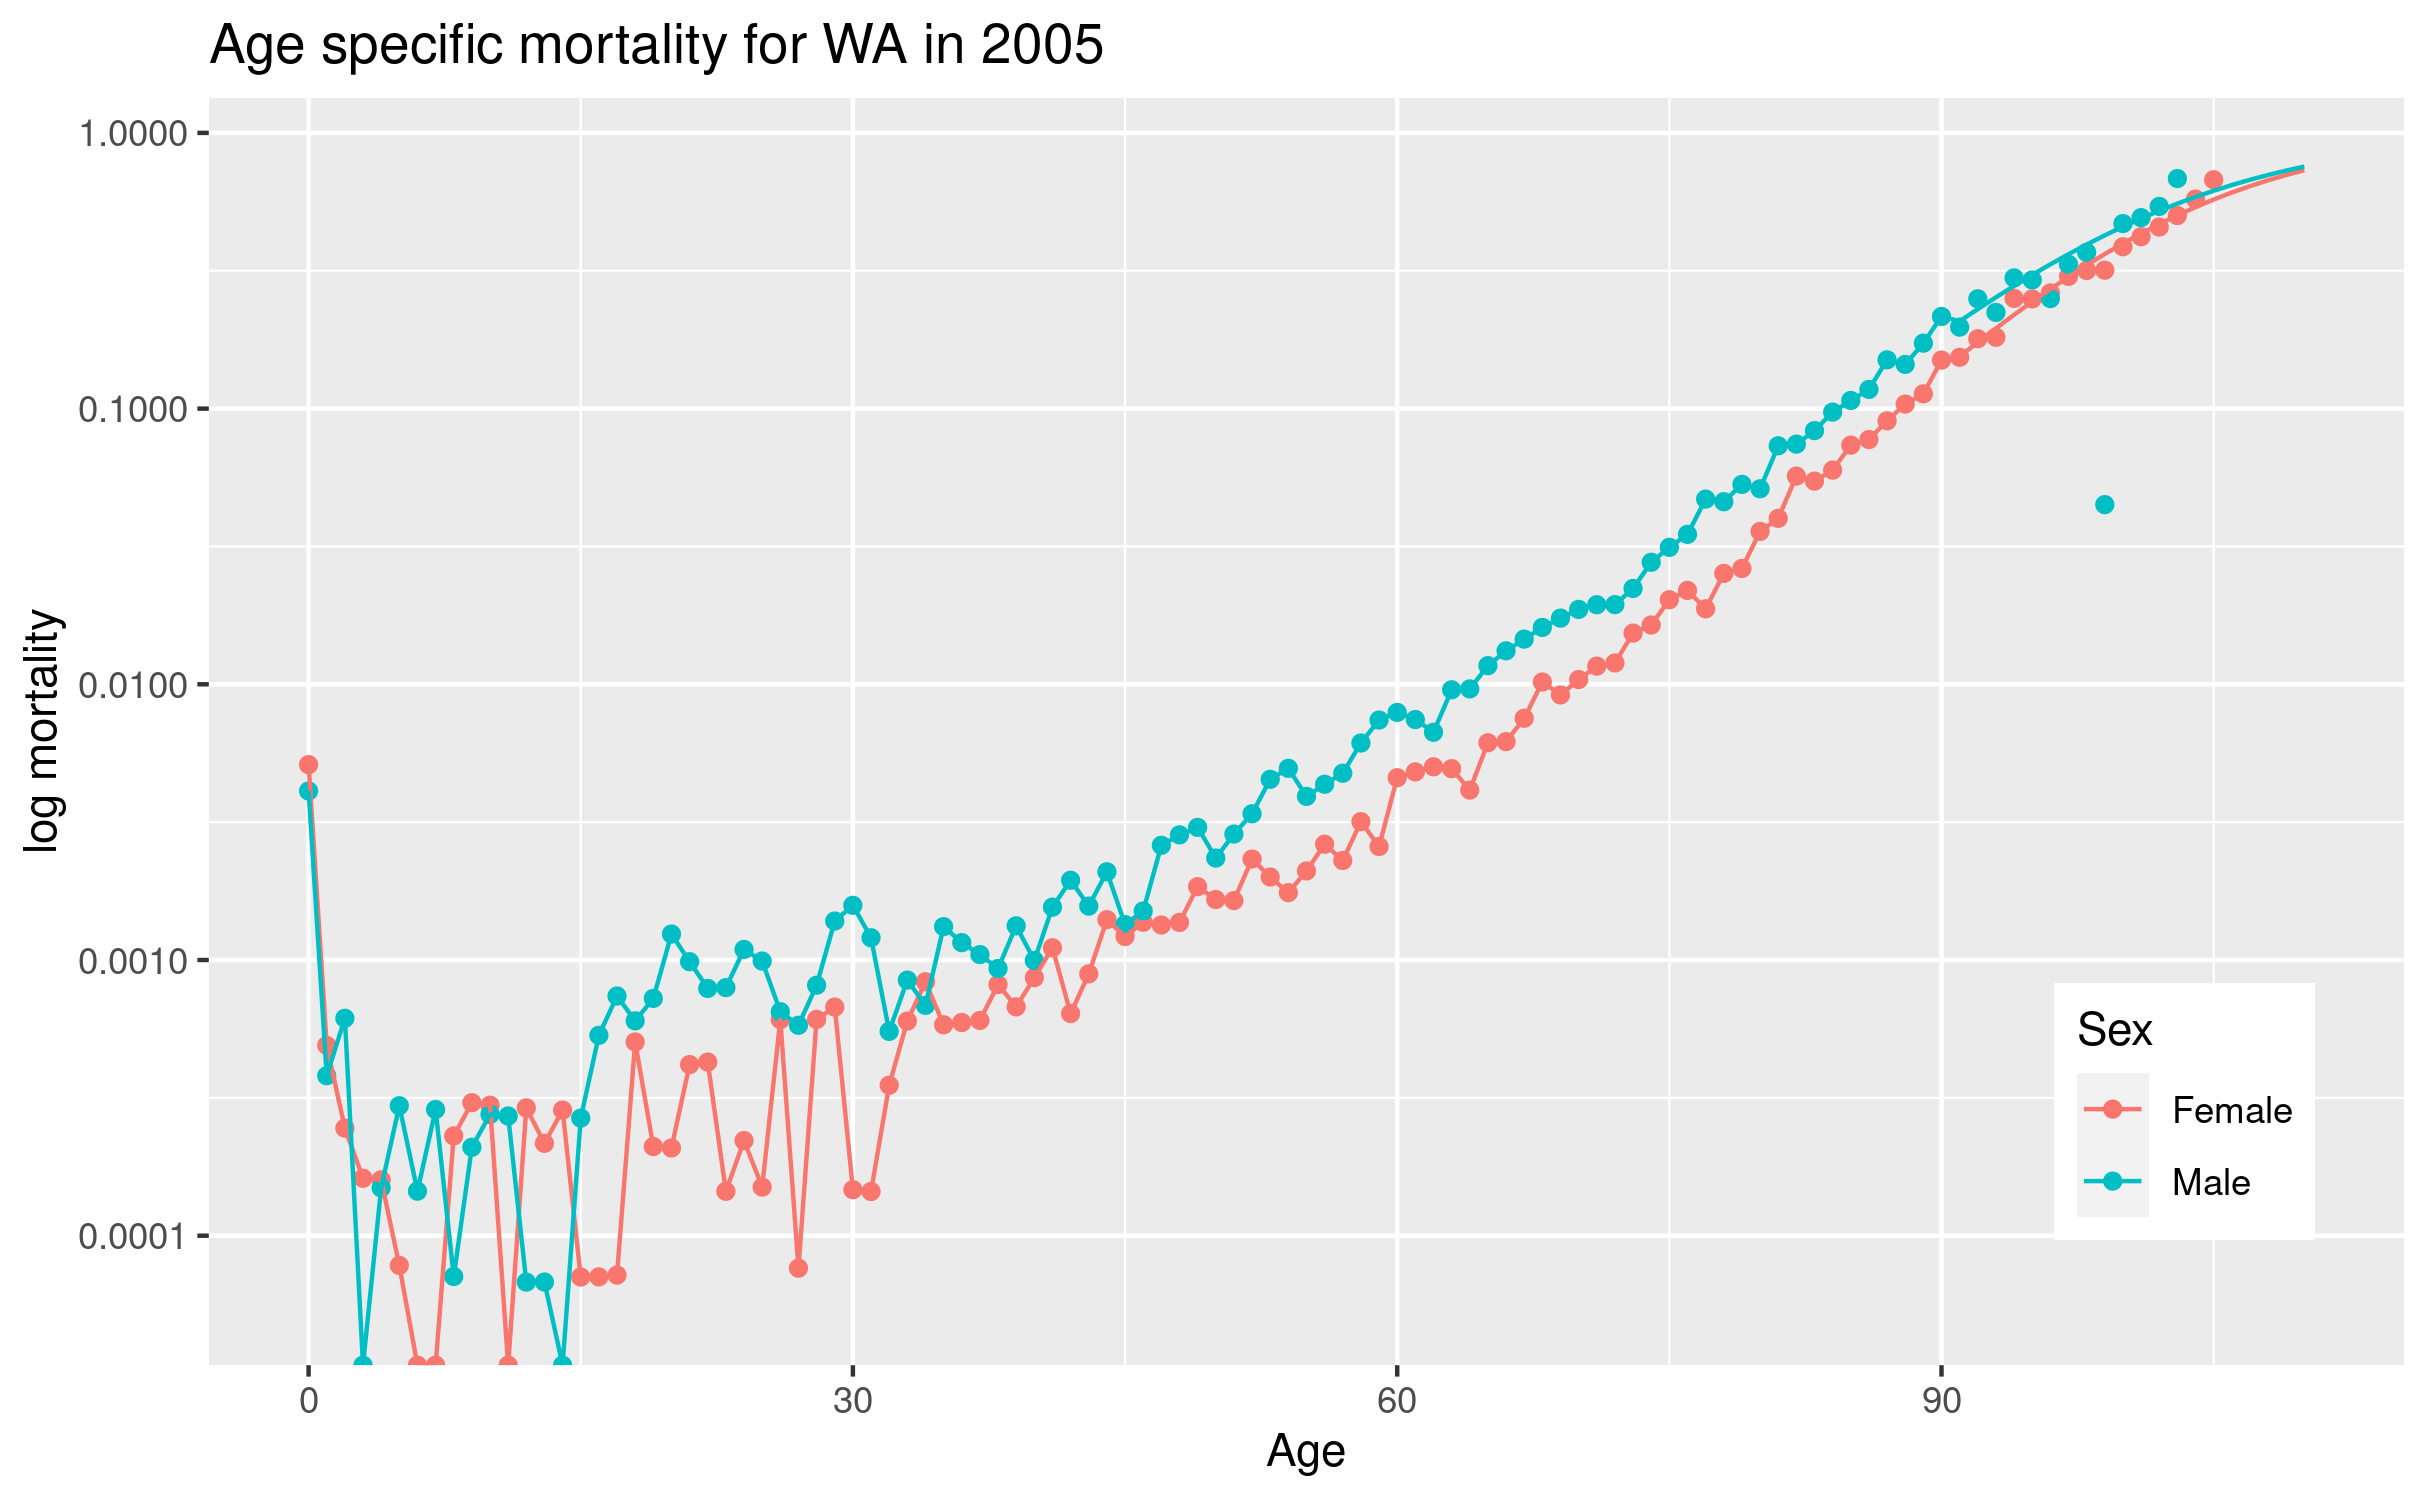 Age specific mortality for WA in 2005
1.0000
0.1000
0.0100
0.0010
0.0001
log mortality
0 30 60 90
Age
Sex
Female
Male